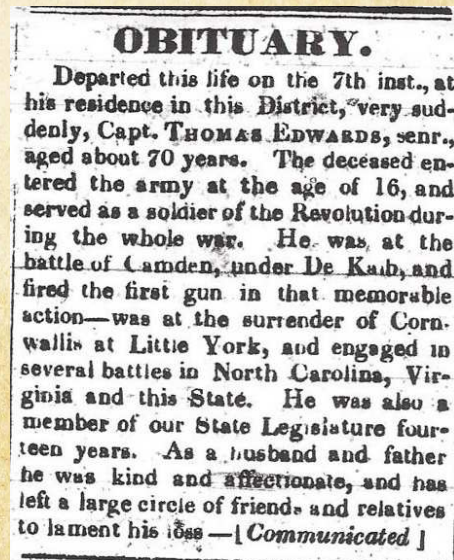 OBITUARY.
Departed this life on the 7th inst., at
his residence in this District, very sud-
denly, Capt. THOMAS EDWARDS, senr.,
aged about 70 years. The deceased en-
tered the army at the age of 16, and
served as a soldier of the Revolution dur-
ing the whole war. He was at the
battle of Camden, under De Kalb, and
fired the first gun in that memorable
action—was at the surrender of Corn-
wallis at Little York, and engaged in
several battles in North Carolina, Vir-
ginia and this State. He was also a
member of our State Legislature four-
teen years. As a husband and father
he was kind and affectionate, and has
left a large circle of friends and relatives
to lament his loss—[Communicated]